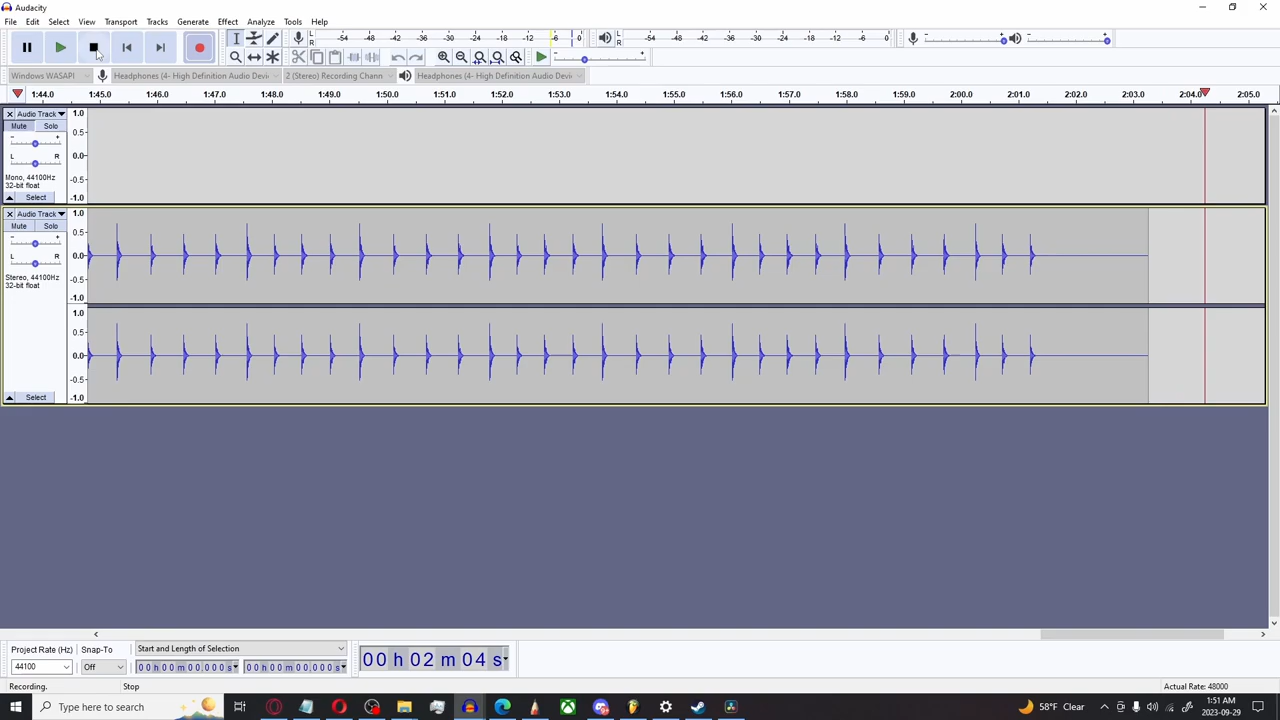 Audacity
File Edit Select View Transport Tracks Generate Effect Analyze Tools Help
L R -54 -48 -42 -36 -30 -24 -18 -12 -6 0 L R -54 -48 -42 -36 -30 -24 -18 -12 -6 0 - + - +
- +
Windows WASAPI Headphones (4- High Definition Audio Devi 2 (Stereo) Recording Chann Headphones (4- High Definition Audio Devi
1:44.0 1:45.0 1:46.0 1:47.0 1:48.0 1:49.0 1:50.0 1:51.0 1:52.0 1:53.0 1:54.0 1:55.0 1:56.0 1:57.0 1:58.0 1:59.0 2:00.0 2:01.0 2:02.0 2:03.0 2:04.0 2:05.0
Audio Track 1.0
Mute Solo 0.5
- +
L R 0.0
Mono, 44100Hz -0.5
32-bit float
Select -1.0
Audio Track 1.0
Mute Solo 0.5
- +
L R 0.0
Stereo, 44100Hz -0.5
32-bit float
-1.0
1.0
0.5
0.0
-0.5
Select -1.0
Project Rate (Hz) Snap-To Start and Length of Selection
44100 Off 00h00m00.000s 00h00m00.000s 00 h 02 m 04 s
Recording. Stop Actual Rate: 48000
Type here to search 58°F Clear 1:51 AM
2023-09-29